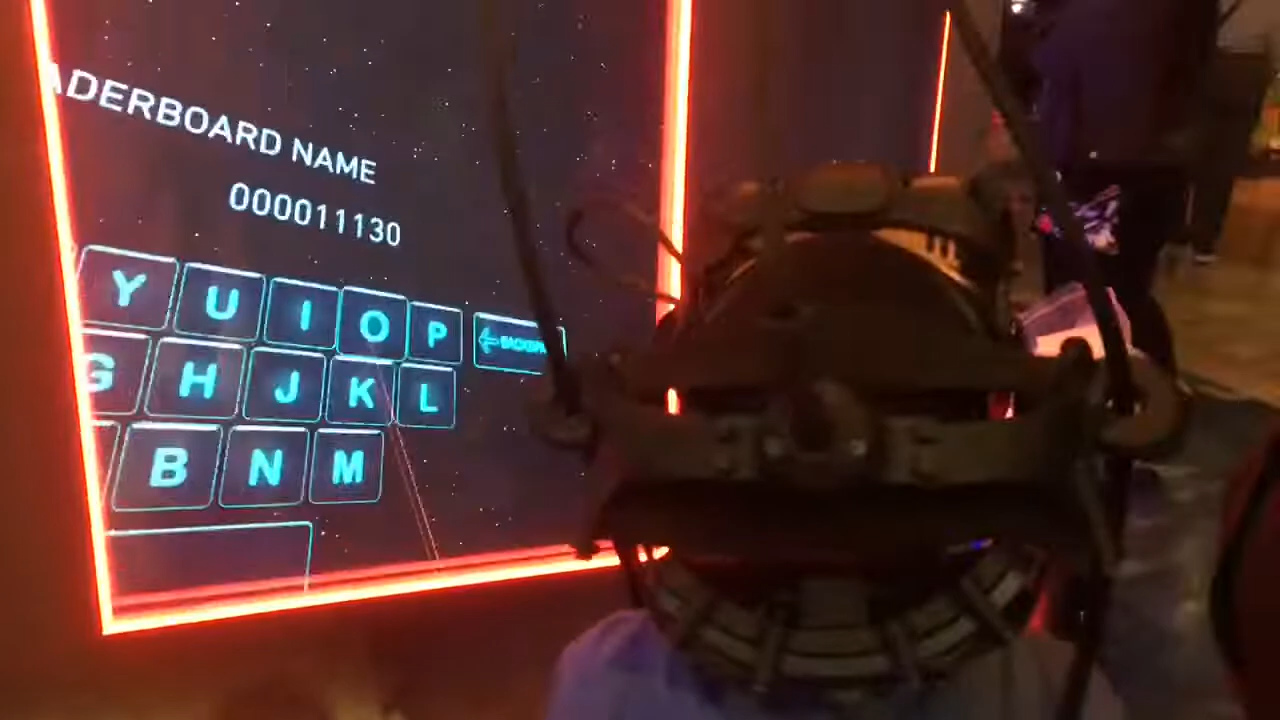 ADERBOARD NAME
000011130
Y U I O P
G H J K L
B N M